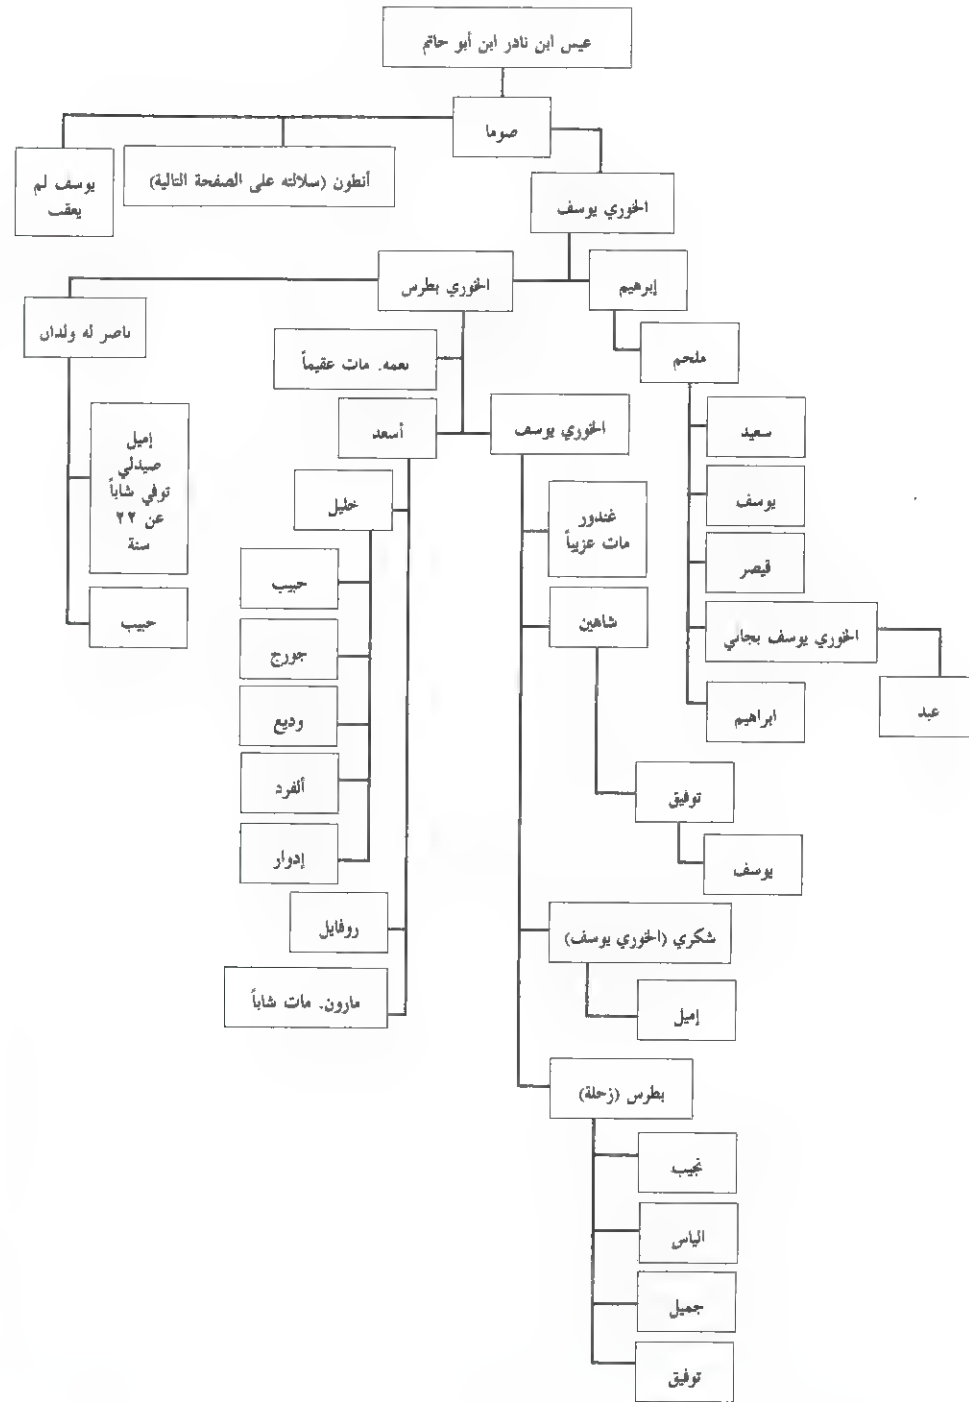 عيس ابن نادر ابن أبو حاتم
صوما
يوسف لم
يعقب
أنطون (سلالته على الصفحة التالية)
الخوري يوسف
الخوري بطرس
إبرهيم
ناصر له ولدان
نعمه. مات عقيماً
ملحم
أسعد
الخوري يوسف
سعيد
إميل
صيدلي
توفي شاباً
عن ٢٢
سنة
خليل
غندور
مات عزيباً
يوسف
قيصر
حبيب
حبيب
شاهين
الخوري يوسف بجاني
جورج
عبد
ابراهيم
وديع
ألفرد
توفيق
إدوار
يوسف
روفايل
شكري (الخوري يوسف)
مارون. مات شاباً
إميل
بطرس (زحلة)
نجيب
الياس
جميل
توفيق